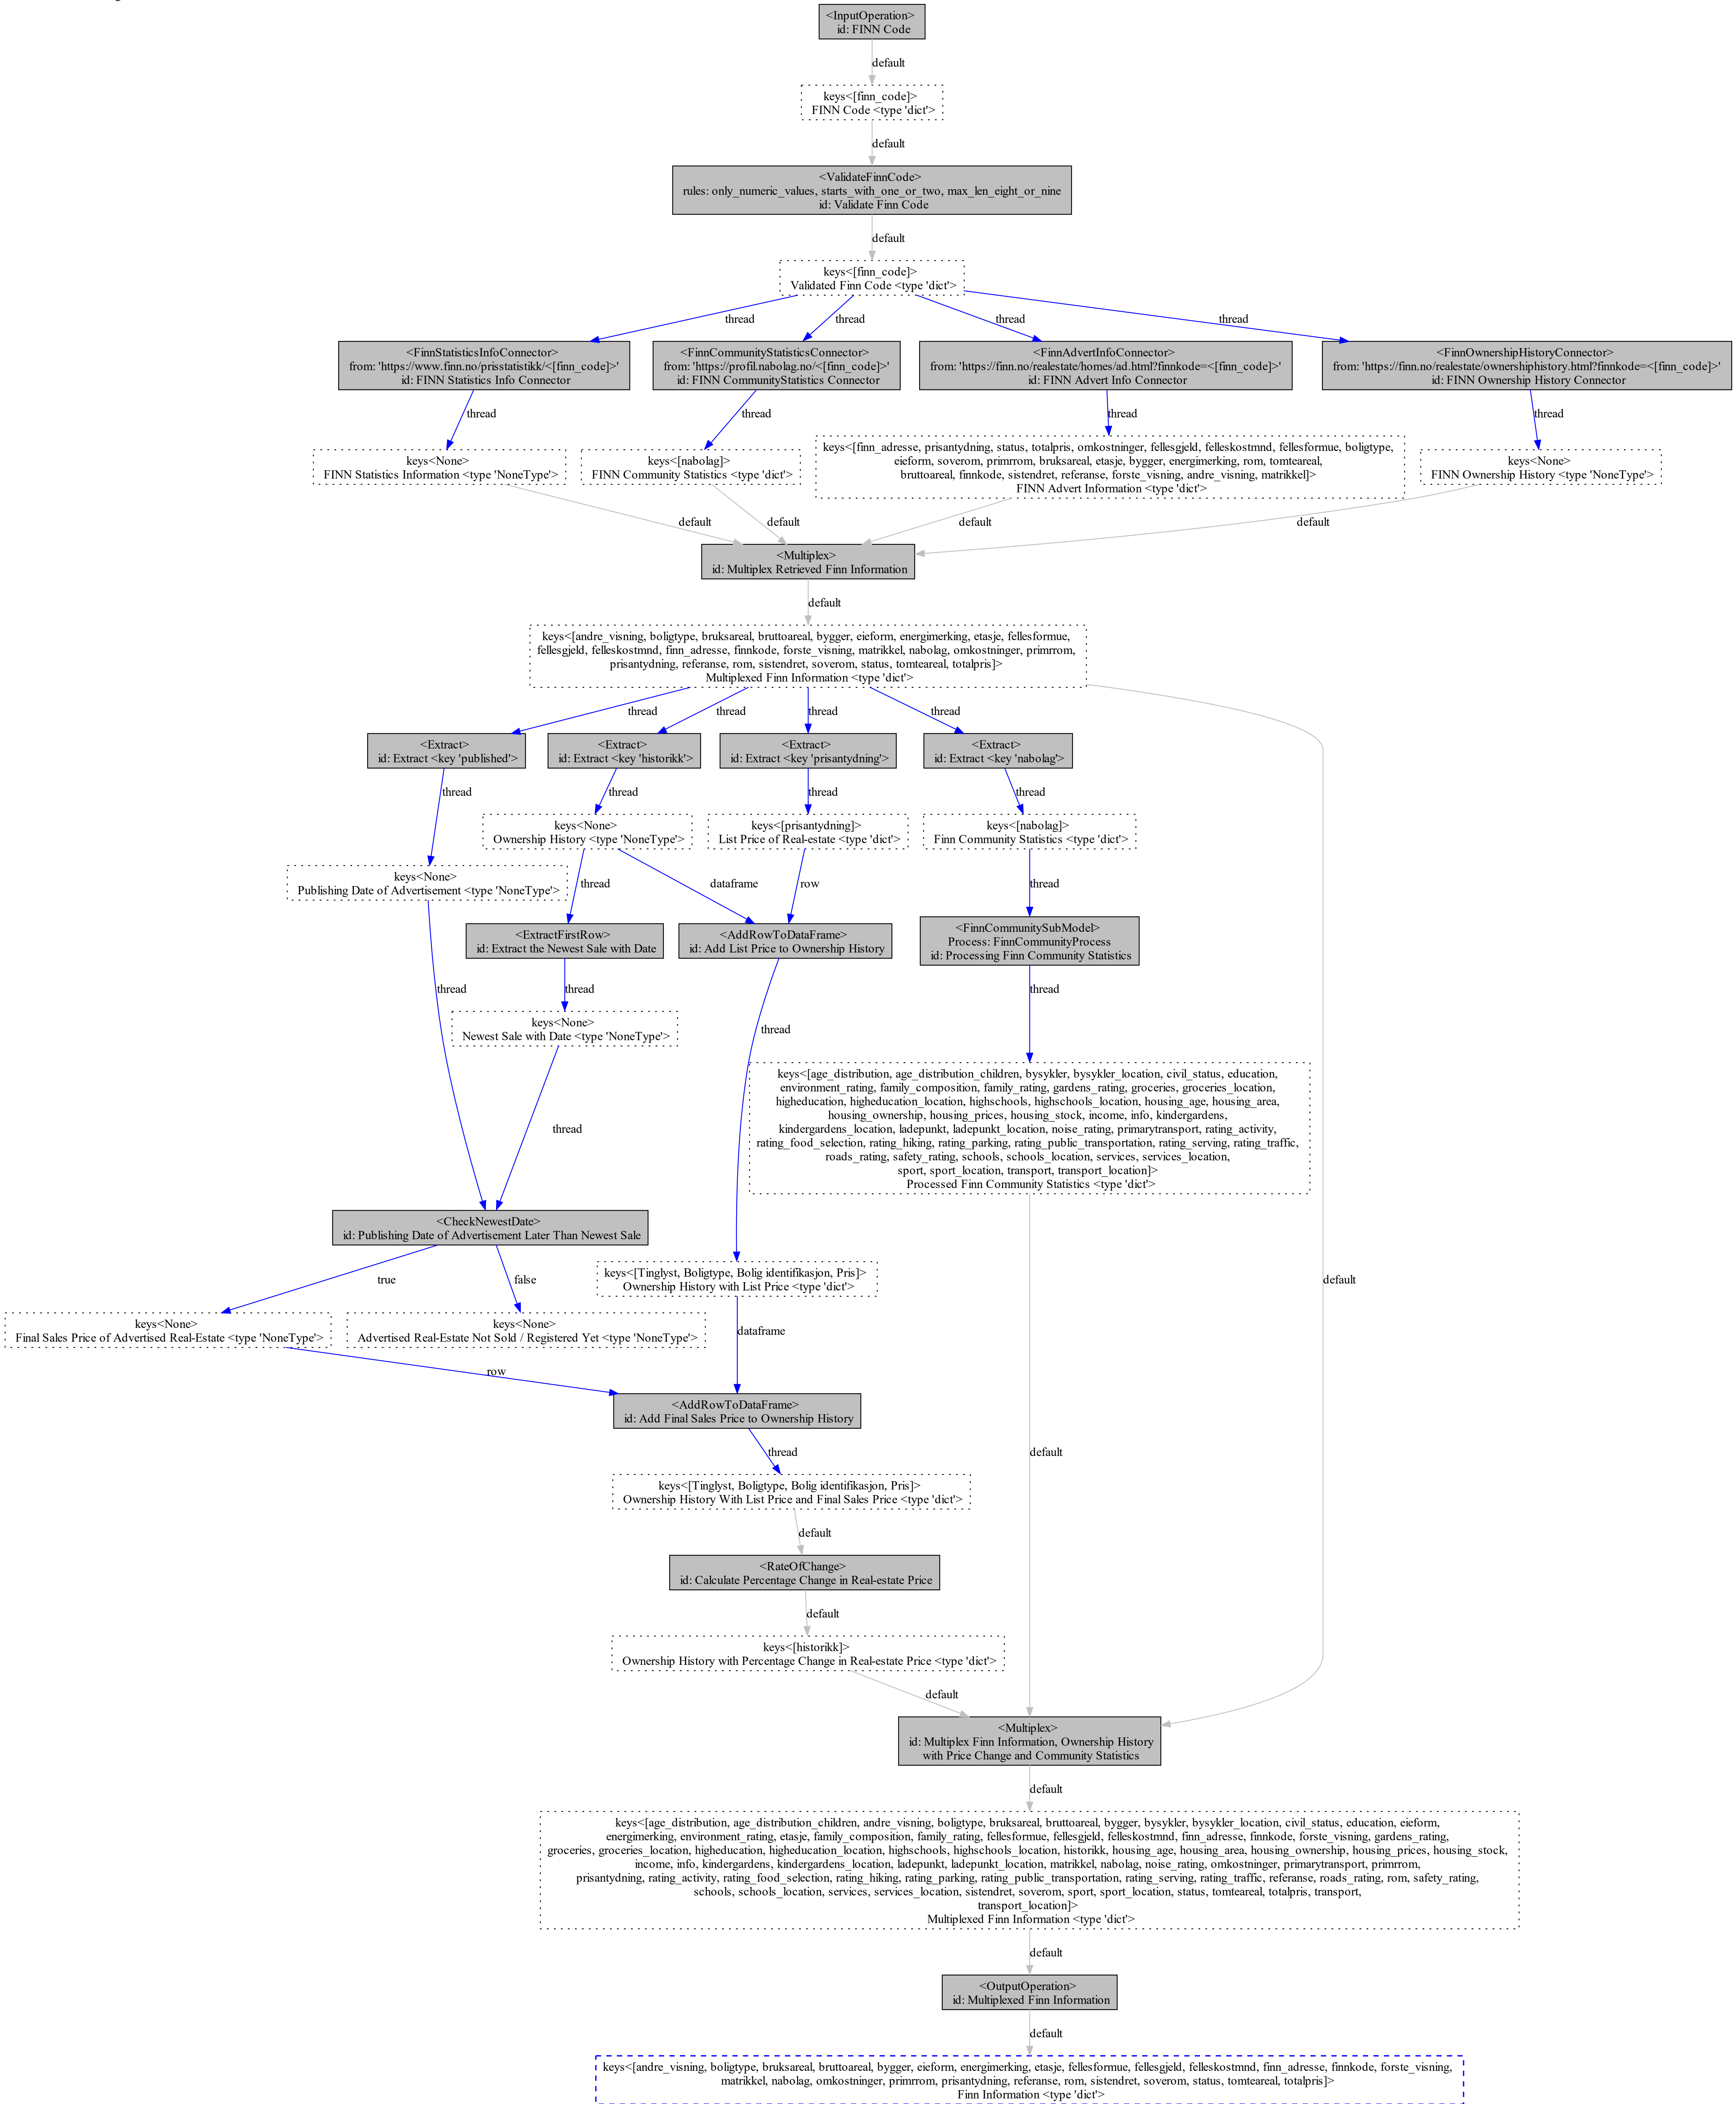 <InputOperation>
id: FINN Code
default
keys<[finn_code]>
FINN Code <type 'dict'>
default
<ValidateFinnCode>
rules: only_numeric_values, starts_with_one_or_two, max_len_eight_or_nine
id: Validate Finn Code
default
keys<[finn_code]>
Validated Finn Code <type 'dict'>
thread
thread
thread
thread
<FinnStatisticsInfoConnector>
from: 'https://www.finn.no/prisstatistikk/<[finn_code]>'
id: FINN Statistics Info Connector
<FinnCommunityStatisticsConnector>
from: 'https://profil.nabolag.no/<[finn_code]>'
id: FINN CommunityStatistics Connector
<FinnAdvertInfoConnector>
from: 'https://finn.no/realestate/homes/ad.html?finnkode=<[finn_code]>'
id: FINN Advert Info Connector
<FinnOwnershipHistoryConnector>
from: 'https://finn.no/realestate/ownershiphistory.html?finnkode=<[finn_code]>'
id: FINN Ownership History Connector
thread
thread
thread
thread
keys<None>
FINN Statistics Information <type 'NoneType'>
keys<[nabolag]>
FINN Community Statistics <type 'dict'>
keys<[finn_adresse, prisantydning, status, totalpris, omkostninger, fellesgjeld, felleskostmnd, fellesformue, boligtype,
eieform, soverom, primrrom, bruksareal, etasje, bygger, energimerking, rom, tomteareal,
bruttoareal, finnkode, sistendret, referanse, forste_visning, andre_visning, matrikkel]>
FINN Advert Information <type 'dict'>
keys<None>
FINN Ownership History <type 'NoneType'>
default
default
default
default
<Multiplex>
id: Multiplex Retrieved Finn Information
default
keys<[andre_visning, boligtype, bruksareal, bruttoareal, bygger, eieform, energimerking, etasje, fellesformue,
fellesgjeld, felleskostmnd, finn_adresse, finnkode, forste_visning, matrikkel, nabolag, omkostninger, primrrom,
prisantydning, referanse, rom, sistendret, soverom, status, tomteareal, totalpris]>
Multiplexed Finn Information <type 'dict'>
thread
thread
thread
thread
<Extract>
id: Extract <key 'published'>
<Extract>
id: Extract <key 'historikk'>
<Extract>
id: Extract <key 'prisantydning'>
<Extract>
id: Extract <key 'nabolag'>
thread
thread
thread
thread
keys<None>
Ownership History <type 'NoneType'>
keys<[prisantydning]>
List Price of Real-estate <type 'dict'>
keys<[nabolag]>
Finn Community Statistics <type 'dict'>
keys<None>
Publishing Date of Advertisement <type 'NoneType'>
thread
dataframe
row
thread
<ExtractFirstRow>
id: Extract the Newest Sale with Date
<AddRowToDataFrame>
id: Add List Price to Ownership History
<FinnCommunitySubModel>
Process: FinnCommunityProcess
id: Processing Finn Community Statistics
thread
thread
thread
keys<None>
Newest Sale with Date <type 'NoneType'>
thread
keys<[age_distribution, age_distribution_children, bysykler, bysykler_location, civil_status, education,
environment_rating, family_composition, family_rating, gardens_rating, groceries, groceries_location,
higheducation, higheducation_location, highschools, highschools_location, housing_age, housing_area,
housing_ownership, housing_prices, housing_stock, income, info, kindergardens,
kindergardens_location, ladepunkt, ladepunkt_location, noise_rating, primarytransport, rating_activity,
rating_food_selection, rating_hiking, rating_parking, rating_public_transportation, rating_serving, rating_traffic,
roads_rating, safety_rating, schools, schools_location, services, services_location,
sport, sport_location, transport, transport_location]>
Processed Finn Community Statistics <type 'dict'>
thread
<CheckNewestDate>
id: Publishing Date of Advertisement Later Than Newest Sale
true
false
keys<[Tinglyst, Boligtype, Bolig identifikasjon, Pris]>
Ownership History with List Price <type 'dict'>
default
keys<None>
Final Sales Price of Advertised Real-Estate <type 'NoneType'>
keys<None>
Advertised Real-Estate Not Sold / Registered Yet <type 'NoneType'>
dataframe
row
<AddRowToDataFrame>
id: Add Final Sales Price to Ownership History
thread
default
keys<[Tinglyst, Boligtype, Bolig identifikasjon, Pris]>
Ownership History With List Price and Final Sales Price <type 'dict'>
default
<RateOfChange>
id: Calculate Percentage Change in Real-estate Price
default
keys<[historikk]>
Ownership History with Percentage Change in Real-estate Price <type 'dict'>
default
<Multiplex>
id: Multiplex Finn Information, Ownership History
with Price Change and Community Statistics
default
keys<[age_distribution, age_distribution_children, andre_visning, boligtype, bruksareal, bruttoareal, bygger, bysykler, bysykler_location, civil_status, education, eieform,
energimerking, environment_rating, etasje, family_composition, family_rating, fellesformue, fellesgjeld, felleskostmnd, finn_adresse, finnkode, forste_visning, gardens_rating,
groceries, groceries_location, higheducation, higheducation_location, highschools, highschools_location, historikk, housing_age, housing_area, housing_ownership, housing_prices, housing_stock,
income, info, kindergardens, kindergardens_location, ladepunkt, ladepunkt_location, matrikkel, nabolag, noise_rating, omkostninger, primarytransport, primrrom,
prisantydning, rating_activity, rating_food_selection, rating_hiking, rating_parking, rating_public_transportation, rating_serving, rating_traffic, referanse, roads_rating, rom, safety_rating,
schools, schools_location, services, services_location, sistendret, soverom, sport, sport_location, status, tomteareal, totalpris, transport,
transport_location]>
Multiplexed Finn Information <type 'dict'>
default
<OutputOperation>
id: Multiplexed Finn Information
default
keys<[andre_visning, boligtype, bruksareal, bruttoareal, bygger, eieform, energimerking, etasje, fellesformue, fellesgjeld, felleskostmnd, finn_adresse, finnkode, forste_visning,
matrikkel, nabolag, omkostninger, primrrom, prisantydning, referanse, rom, sistendret, soverom, status, tomteareal, totalpris]>
Finn Information <type 'dict'>